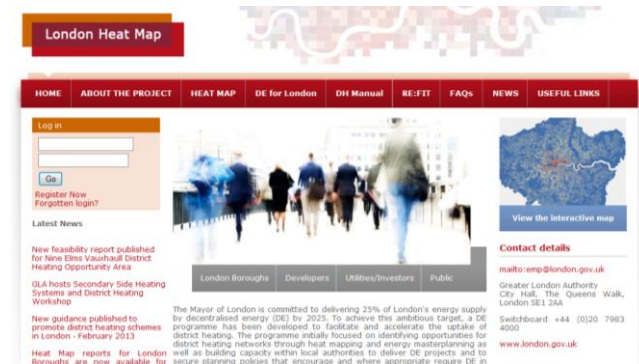 London Heat Map
HOME ABOUT THE PROJECT HEAT MAP DE for London DH Manual RE:FIT FAQs NEWS USEFUL LINKS
Log in
Go
Register Now
Forgotten login?
Latest News
New feasibility report published
for Nine Elms Vauxhaull District
Heating Opportunity Area
GLA hosts Secondary Side Heating
Systems and District Heating
Workshop
New guidance published to
promote district heating schemes
in London - February 2013
Heat Map reports for London
Boroughs are now available for
London Boroughs Developers Utilities/Investors Public
The Mayor of London is committed to delivering 25% of London's energy supply
by decentralised energy (DE) by 2025. To achieve this ambitious target, a DE
programme has been developed to facilitate and accelerate the uptake of
district heating. The programme initially focused on identifying opportunities for
district heating networks through heat mapping and energy masterplanning as
well as building capacity within local authorities to deliver DE projects and to
secure planning policies that encourage and where appropriate require DE in
View the interactive map
Contact details
mailto:emp@london.gov.uk
Greater London Authority
City Hall, The Queens Walk,
London SE1 2AA
Switchboard +44 (0)20 7983
4000
www.london.gov.uk